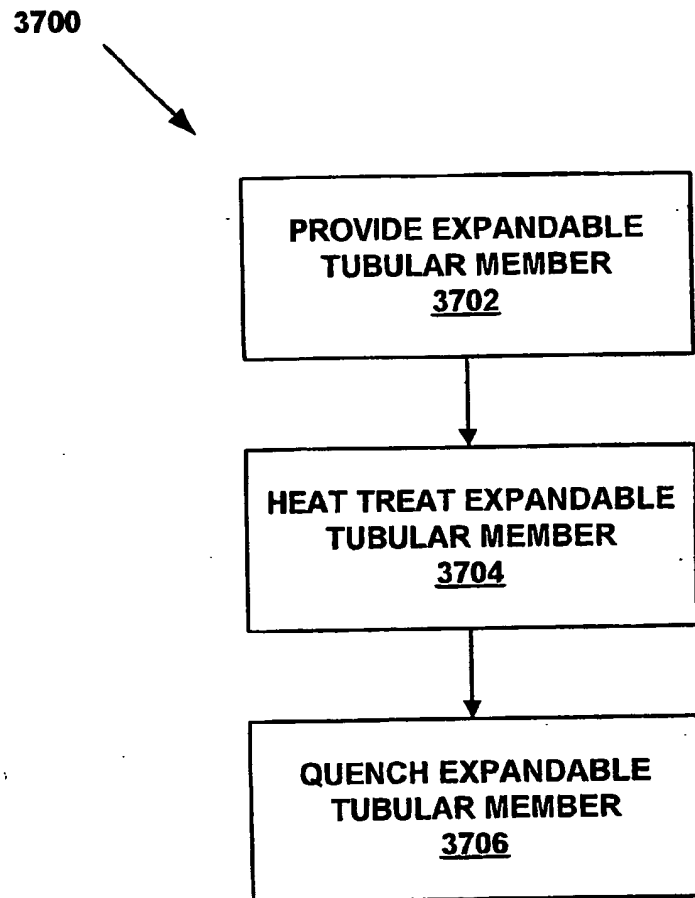 3700
PROVIDE EXPANDABLE
TUBULAR MEMBER
3702
HEAT TREAT EXPANDABLE
TUBULAR MEMBER
3704
QUENCH EXPANDABLE
TUBULAR MEMBER
3706